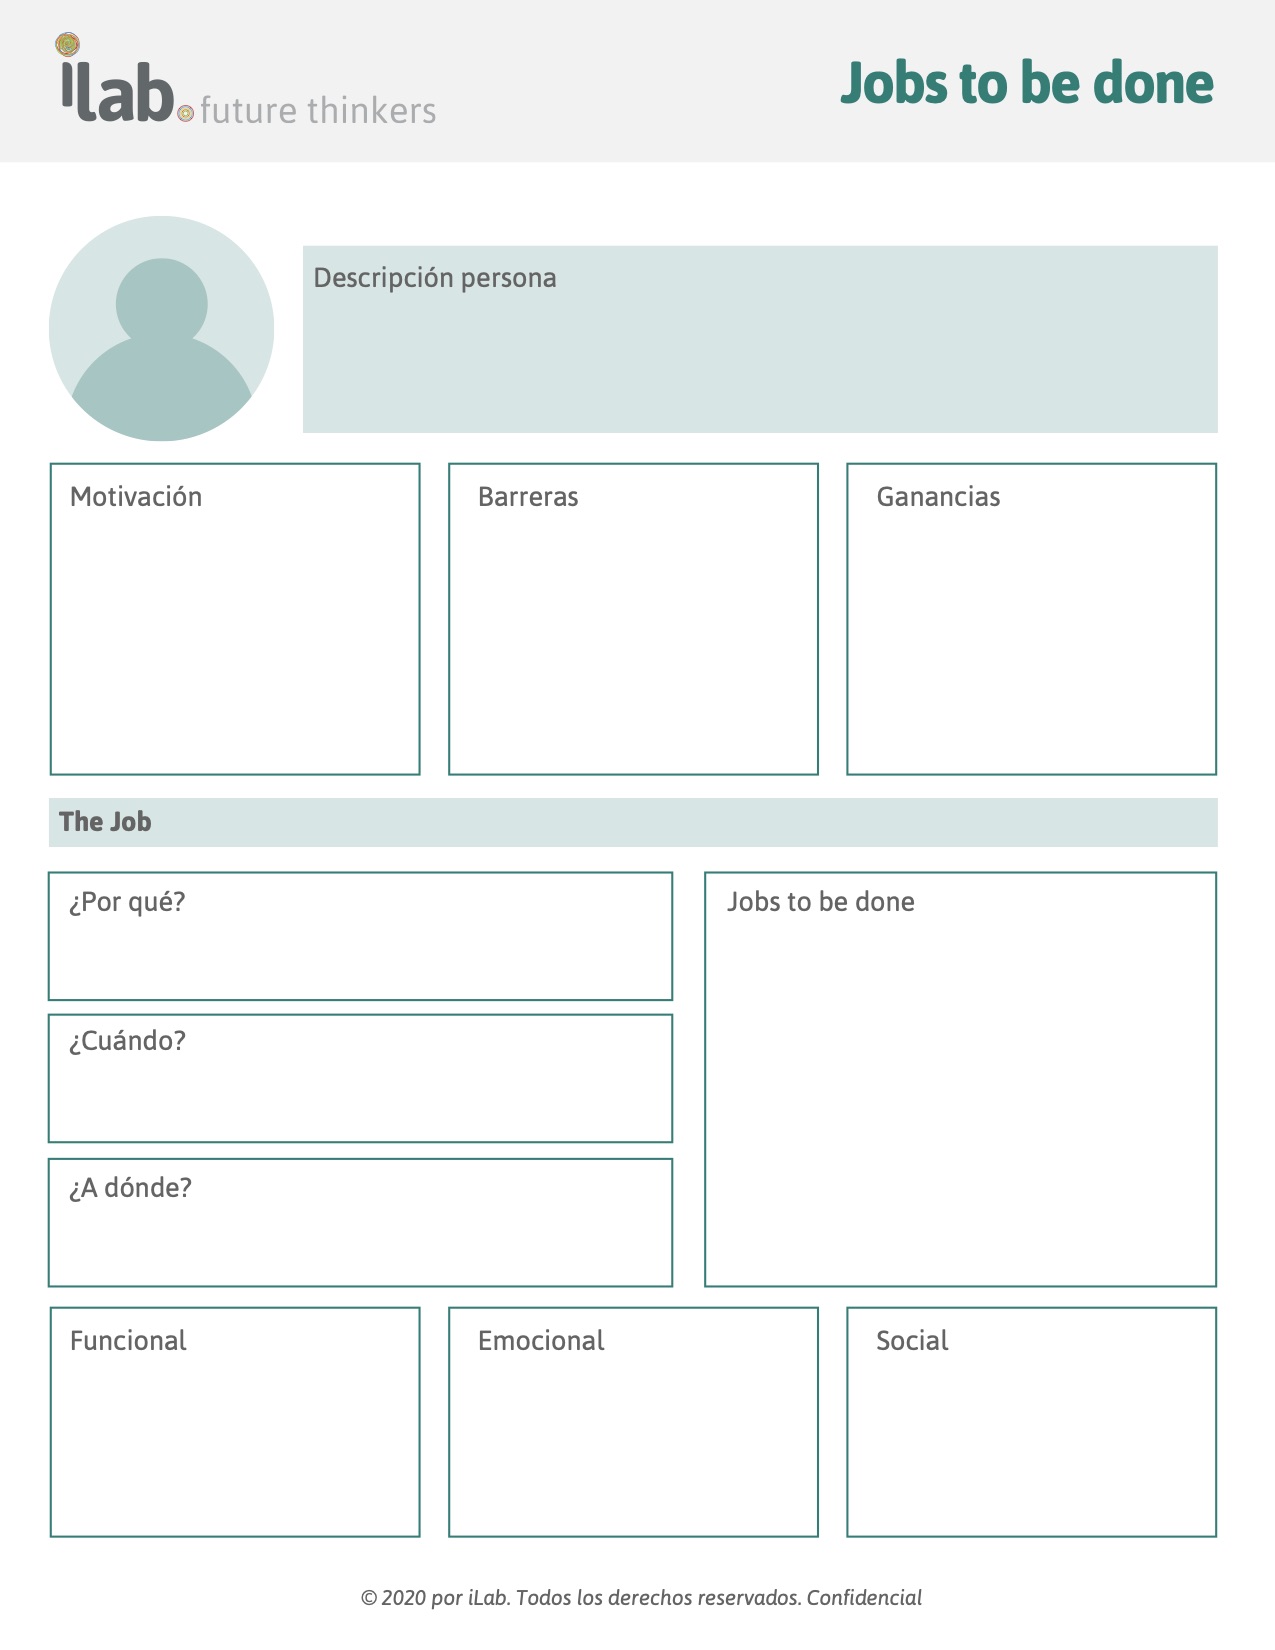 ilab. future thinkers
Jobs to be done
Descripción persona
Motivación
Barreras
Ganancias
The Job
¿Por qué?
¿Cuándo?
¿A dónde?
Jobs to be done
Funcional
Emocional
Social
© 2020 por iLab. Todos los derechos reservados. Confidencial